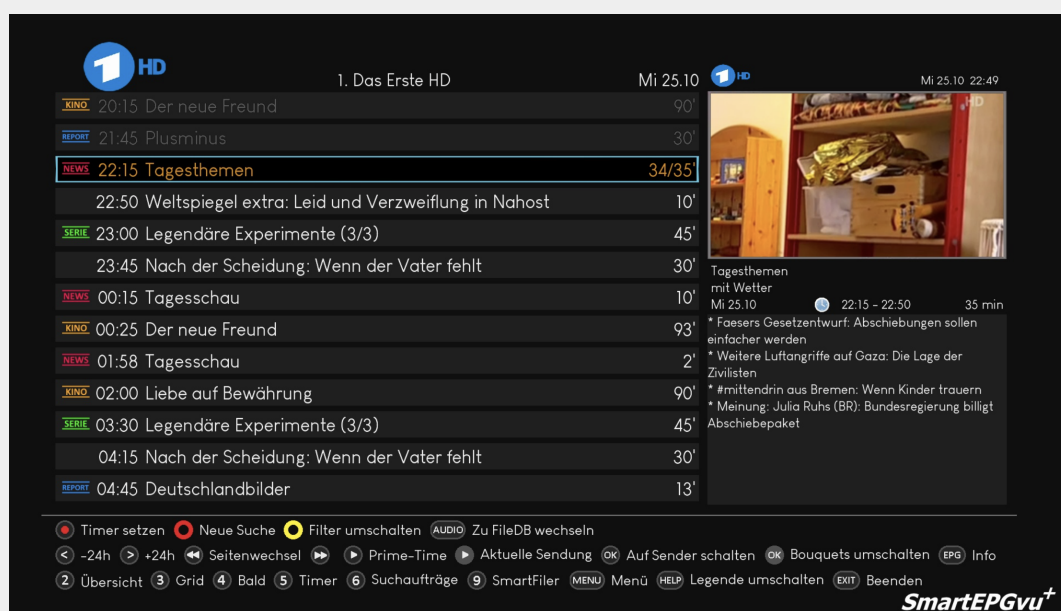 1 HD
1. Das Erste HD
Mi 25.10
1 HD
Mi 25.10 22:49
KINO 20:15 Der neue Freund 90'
REPORT 21:45 Plusminus 30'
NEWS 22:15 Tagesthemen 34/35'
22:50 Weltspiegel extra: Leid und Verzweiflung in Nahost 10'
SERIE 23:00 Legendäre Experimente (3/3) 45'
23:45 Nach der Scheidung: Wenn der Vater fehlt 30'
NEWS 00:15 Tagesschau 10'
KINO 00:25 Der neue Freund 93'
NEWS 01:58 Tagesschau 2'
KINO 02:00 Liebe auf Bewährung 90'
SERIE 03:30 Legendäre Experimente (3/3) 45'
04:15 Nach der Scheidung: Wenn der Vater fehlt 30'
REPORT 04:45 Deutschlandbilder 13'
HD
Tagesthemen
mit Wetter
Mi 25.10 22:15 - 22:50 35 min
* Faesers Gesetzentwurf: Abschiebungen sollen
einfacher werden
* Weitere Luftangriffe auf Gaza: Die Lage der
Zivilisten
* #mittendrin aus Bremen: Wenn Kinder trauern
* Meinung: Julia Ruhs (BR): Bundesregierung billigt
Abschiebepaket
Timer setzen Neue Suche Filter umschalten AUDIO Zu FileDB wechseln
< -24h > +24h Seitenwechsel Prime-Time Aktuelle Sendung OK Auf Sender schalten OK Bouquets umschalten EPG Info
2 Übersicht 3 Grid 4 Bald 5 Timer 6 Suchaufträge 9 SmartFiler MENU Menü HELP Legende umschalten EXIT Beenden
SmartEPGvu+